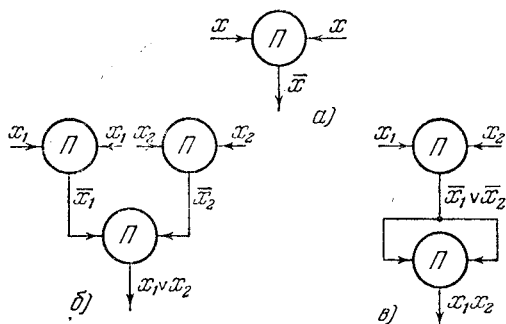 x П x
x̄
а)
x₁ П x₁ x₂ П x₂
x̄₁ x̄₂
П
x₁ ∨ x₂
б)
x₁ П x₂
x̄₁ ∨ x̄₂
П
x₁x₂
в)